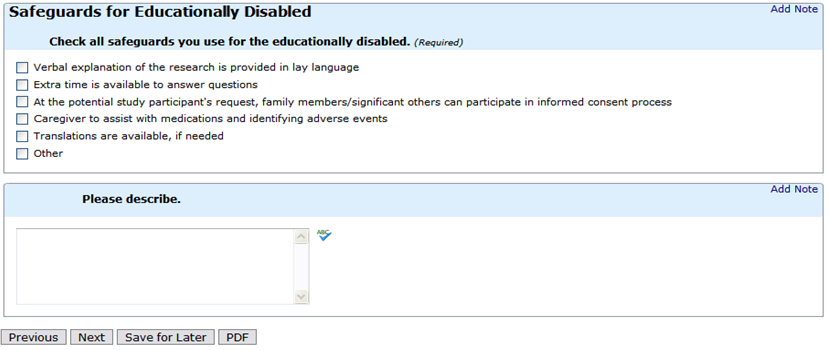 Safeguards for Educationally Disabled
Add Note
Check all safeguards you use for the educationally disabled. (Required)
Verbal explanation of the research is provided in lay language
Extra time is available to answer questions
At the potential study participant's request, family members/significant others can participate in informed consent process
Caregiver to assist with medications and identifying adverse events
Translations are available, if needed
Other
Add Note
Please describe.
ABC
Previous Next Save for Later PDF